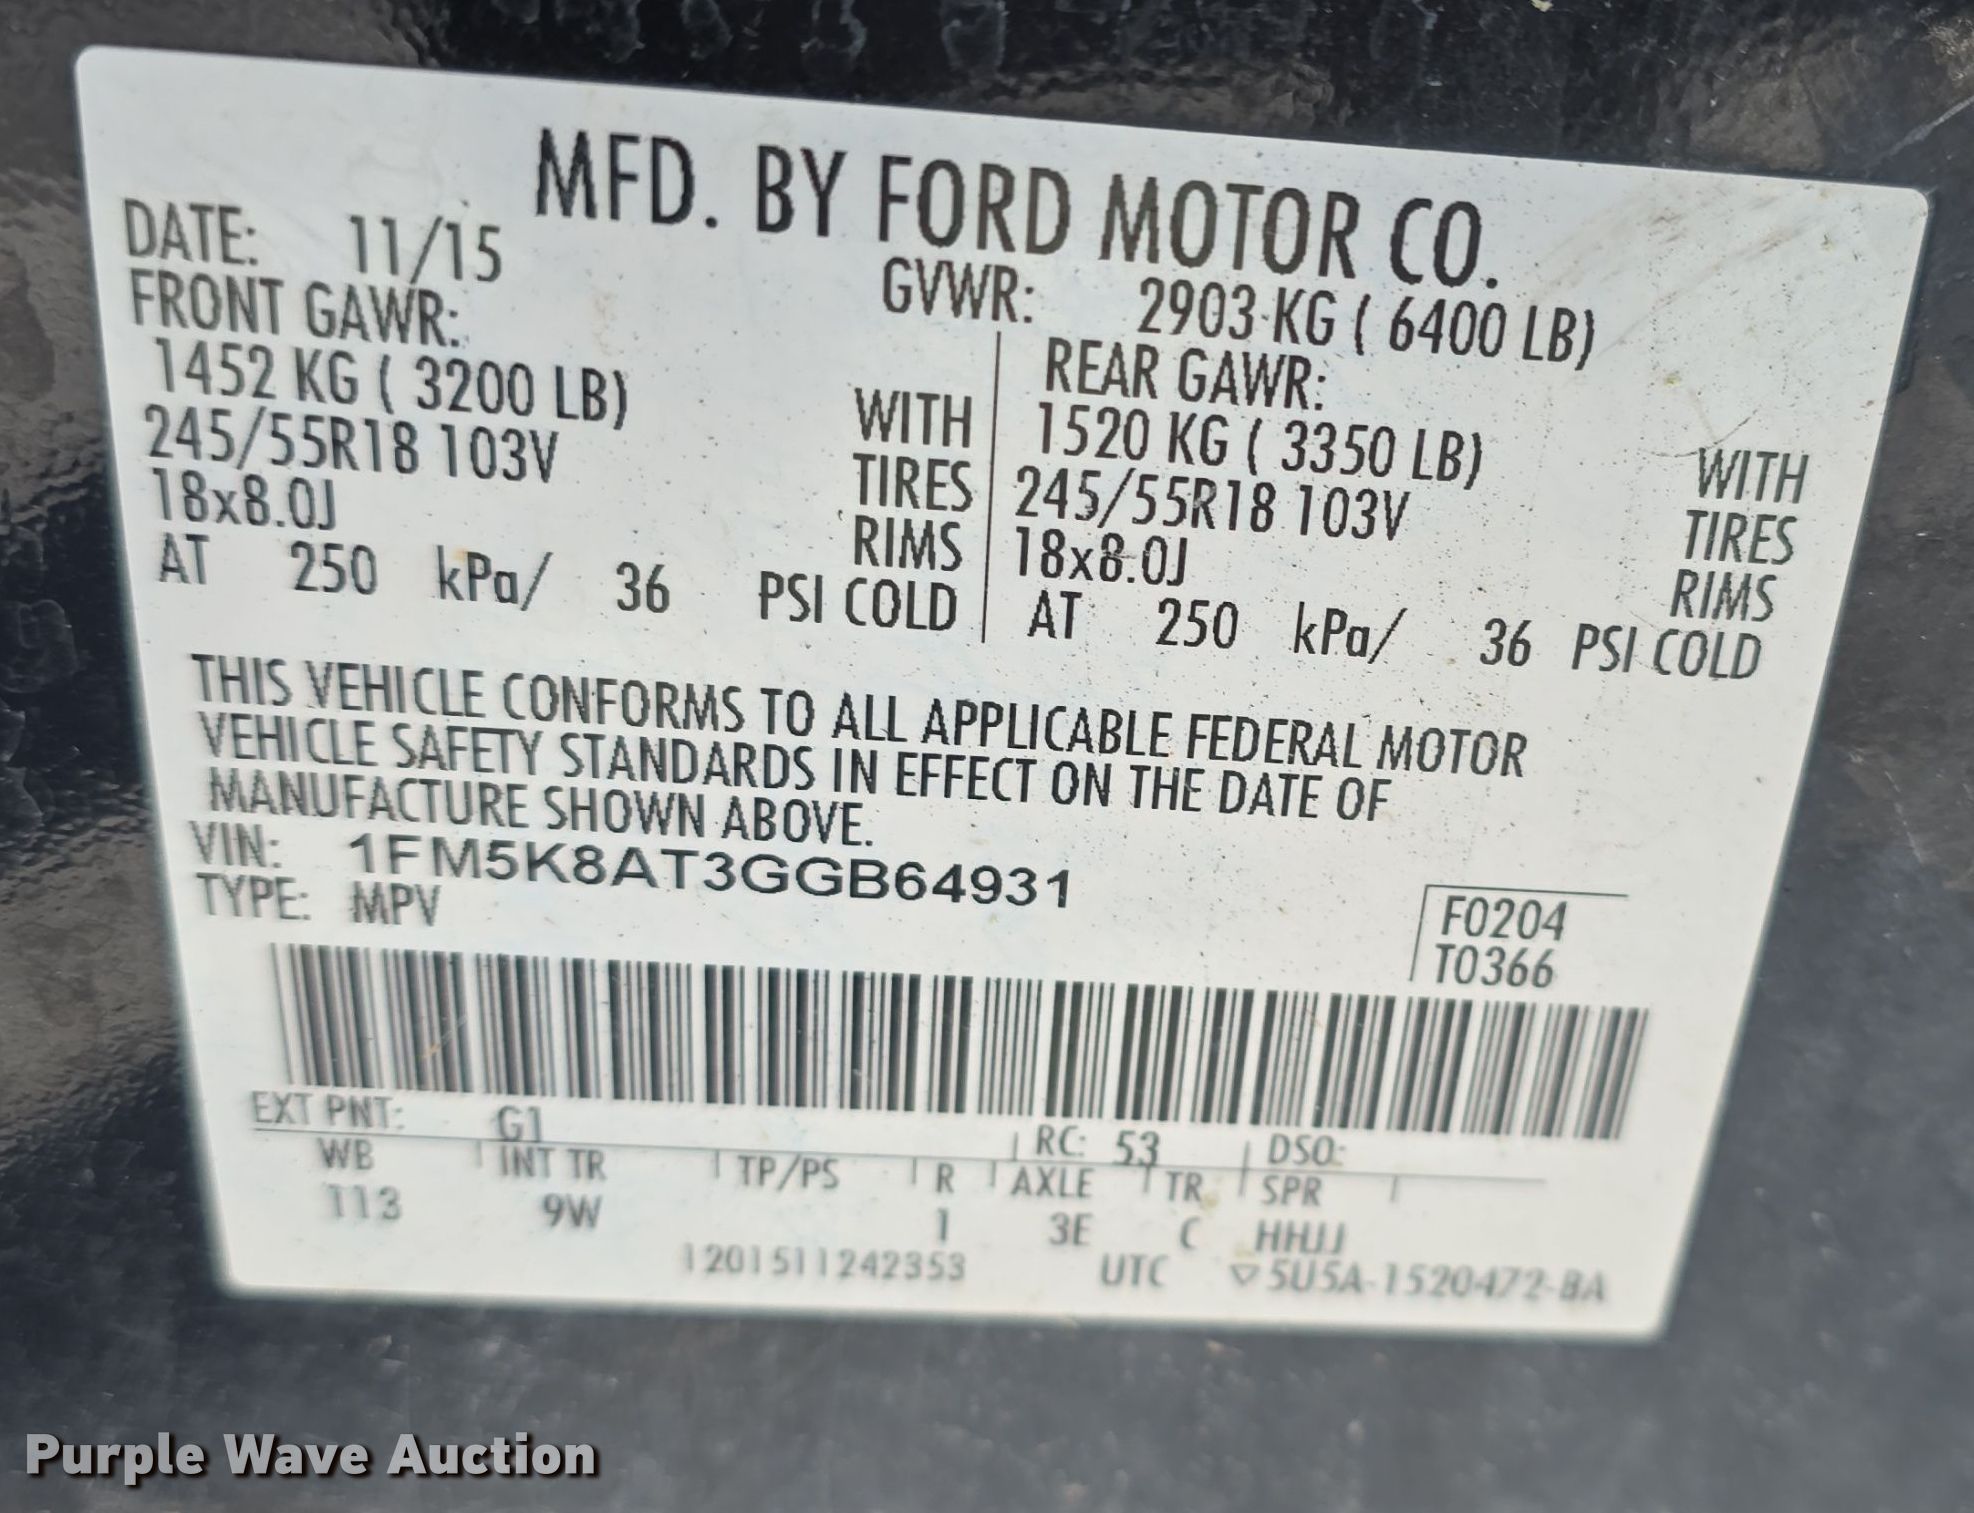 MFD. BY FORD MOTOR CO.
DATE: 11/15
GVWR: 2903 KG ( 6400 LB)
FRONT GAWR:
1452 KG ( 3200 LB) WITH
245/55R18 103V TIRES
18x8.0J RIMS
AT 250 kPa/ 36 PSI COLD
REAR GAWR:
1520 KG ( 3350 LB) WITH
245/55R18 103V TIRES
18x8.0J RIMS
AT 250 kPa/ 36 PSI COLD
THIS VEHICLE CONFORMS TO ALL APPLICABLE FEDERAL MOTOR
VEHICLE SAFETY STANDARDS IN EFFECT ON THE DATE OF
MANUFACTURE SHOWN ABOVE.
VIN: 1FM5K8AT3GGB64931
TYPE: MPV
F0204
T0366
EXT PNT: G1 RC: 53 DSO:
WB INT TR TP/PS R AXLE TR SPR
113 9W 1 3E C HHJJ
1201511242353 UTC ▽5U5A-1520472-BA
Purple Wave Auction